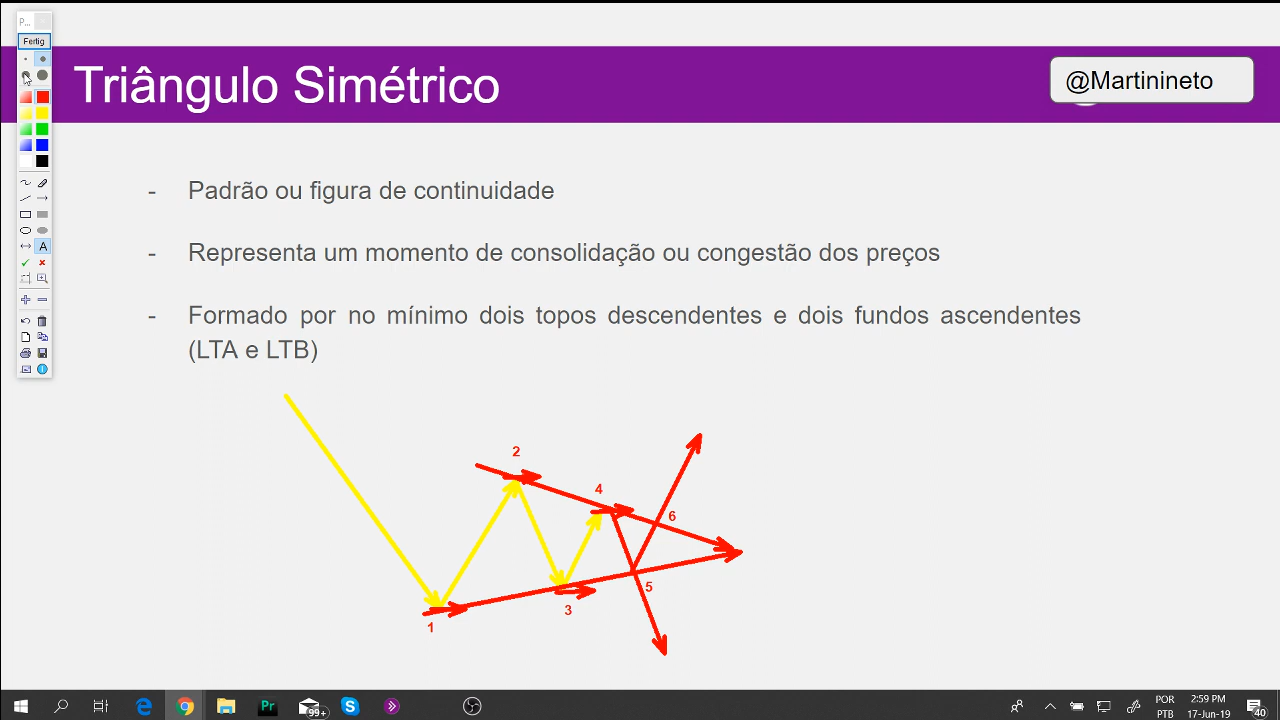 P...
Fertig
Triângulo Simétrico
@Martinineto
- Padrão ou figura de continuidade
- Representa um momento de consolidação ou congestão dos preços
- Formado por no mínimo dois topos descendentes e dois fundos ascendentes
(LTA e LTB)
2
4
6
5
3
1
A
Pr
99+
POR
PTB
2:59 PM
17-Jun-19
40